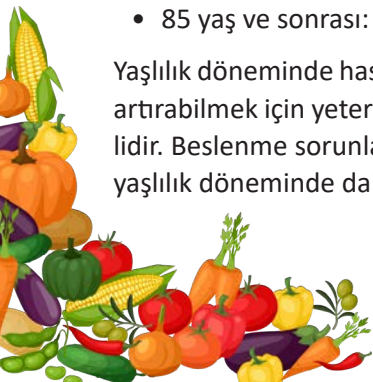 • 85 yaş ve sonrası:
Yaşlılık döneminde has
artırabilmek için yeter
lidir. Beslenme sorunla
yaşlılık döneminde da